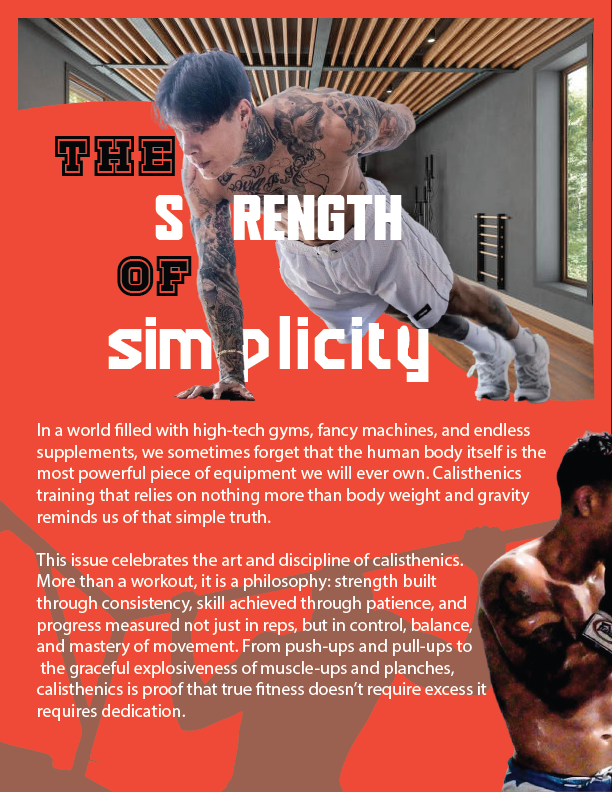 THE
S RENGTH
OF
simplicity
In a world filled with high-tech gyms, fancy machines, and endless
supplements, we sometimes forget that the human body itself is the
most powerful piece of equipment we will ever own. Calisthenics
training that relies on nothing more than body weight and gravity
reminds us of that simple truth.
This issue celebrates the art and discipline of calisthenics.
More than a workout, it is a philosophy: strength built
through consistency, skill achieved through patience, and
progress measured not just in reps, but in control, balance,
and mastery of movement. From push-ups and pull-ups to
the graceful explosiveness of muscle-ups and planches,
calisthenics is proof that true fitness doesn’t require excess it
requires dedication.